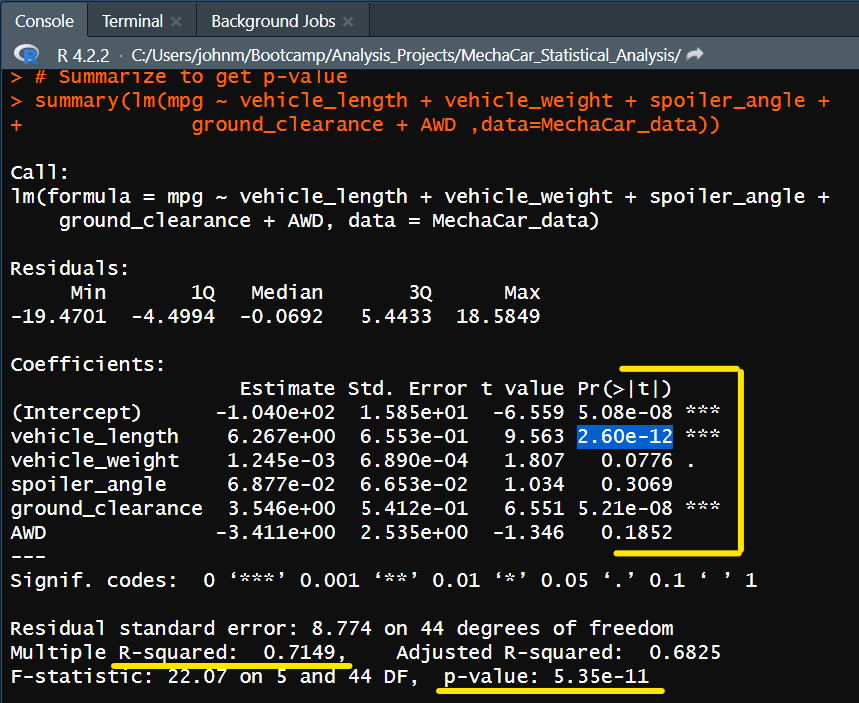 Console Terminal × Background Jobs ×
R 4.2.2 · C:/Users/johnm/Bootcamp/Analysis_Projects/MechaCar_Statistical_Analysis/
> # Summarize to get p-value
> summary(lm(mpg ~ vehicle_length + vehicle_weight + spoiler_angle +
+              ground_clearance + AWD ,data=MechaCar_data))
Call:
lm(formula = mpg ~ vehicle_length + vehicle_weight + spoiler_angle +
    ground_clearance + AWD, data = MechaCar_data)
Residuals:
     Min       1Q   Median       3Q      Max
-19.4701  -4.4994  -0.0692   5.4433  18.5849
Coefficients:
                   Estimate Std. Error t value Pr(>|t|)
(Intercept)      -1.040e+02  1.585e+01  -6.559 5.08e-08 ***
vehicle_length    6.267e+00  6.553e-01   9.563 2.60e-12 ***
vehicle_weight    1.245e-03  6.890e-04   1.807   0.0776 .
spoiler_angle     6.877e-02  6.653e-02   1.034   0.3069
ground_clearance  3.546e+00  5.412e-01   6.551 5.21e-08 ***
AWD              -3.411e+00  2.535e+00  -1.346   0.1852
---
Signif. codes:  0 ‘***’ 0.001 ‘**’ 0.01 ‘*’ 0.05 ‘.’ 0.1 ‘ ’ 1
Residual standard error: 8.774 on 44 degrees of freedom
Multiple R-squared:  0.7149,    Adjusted R-squared:  0.6825
F-statistic: 22.07 on 5 and 44 DF,  p-value: 5.35e-11